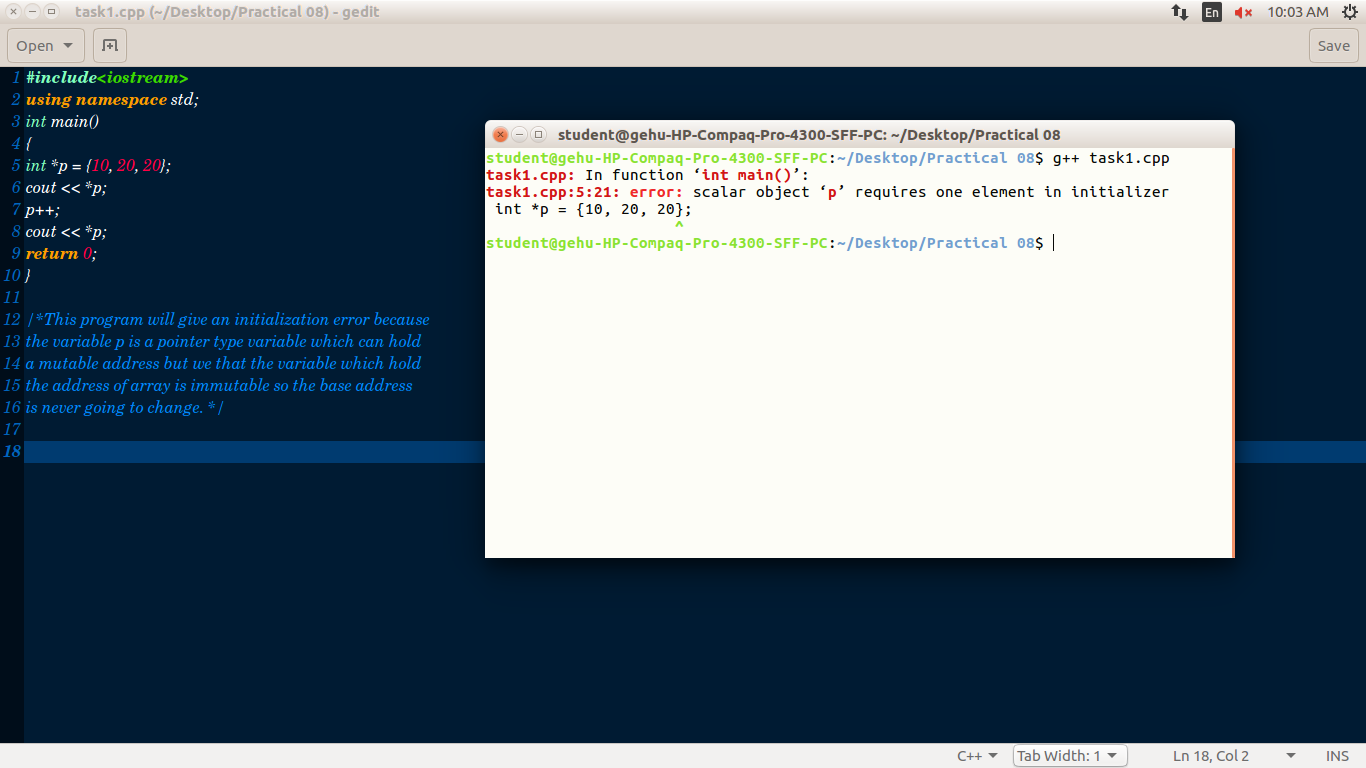 task1.cpp (~/Desktop/Practical 08) - gedit
En
10:03 AM
Open
Save
1 #include<iostream>
2 using namespace std;
3 int main()
4 {
5 int *p = {10, 20, 20};
6 cout << *p;
7 p++;
8 cout << *p;
9 return 0;
10 }
11
12 /*This program will give an initialization error because
13 the variable p is a pointer type variable which can hold
14 a mutable address but we that the variable which hold
15 the address of array is immutable so the base address
16 is never going to change. */
17
18
student@gehu-HP-Compaq-Pro-4300-SFF-PC: ~/Desktop/Practical 08
student@gehu-HP-Compaq-Pro-4300-SFF-PC:~/Desktop/Practical 08$ g++ task1.cpp
task1.cpp: In function ‘int main()’:
task1.cpp:5:21: error: scalar object ‘p’ requires one element in initializer
 int *p = {10, 20, 20};
                     ^
student@gehu-HP-Compaq-Pro-4300-SFF-PC:~/Desktop/Practical 08$
C++
Tab Width: 1
Ln 18, Col 2
INS